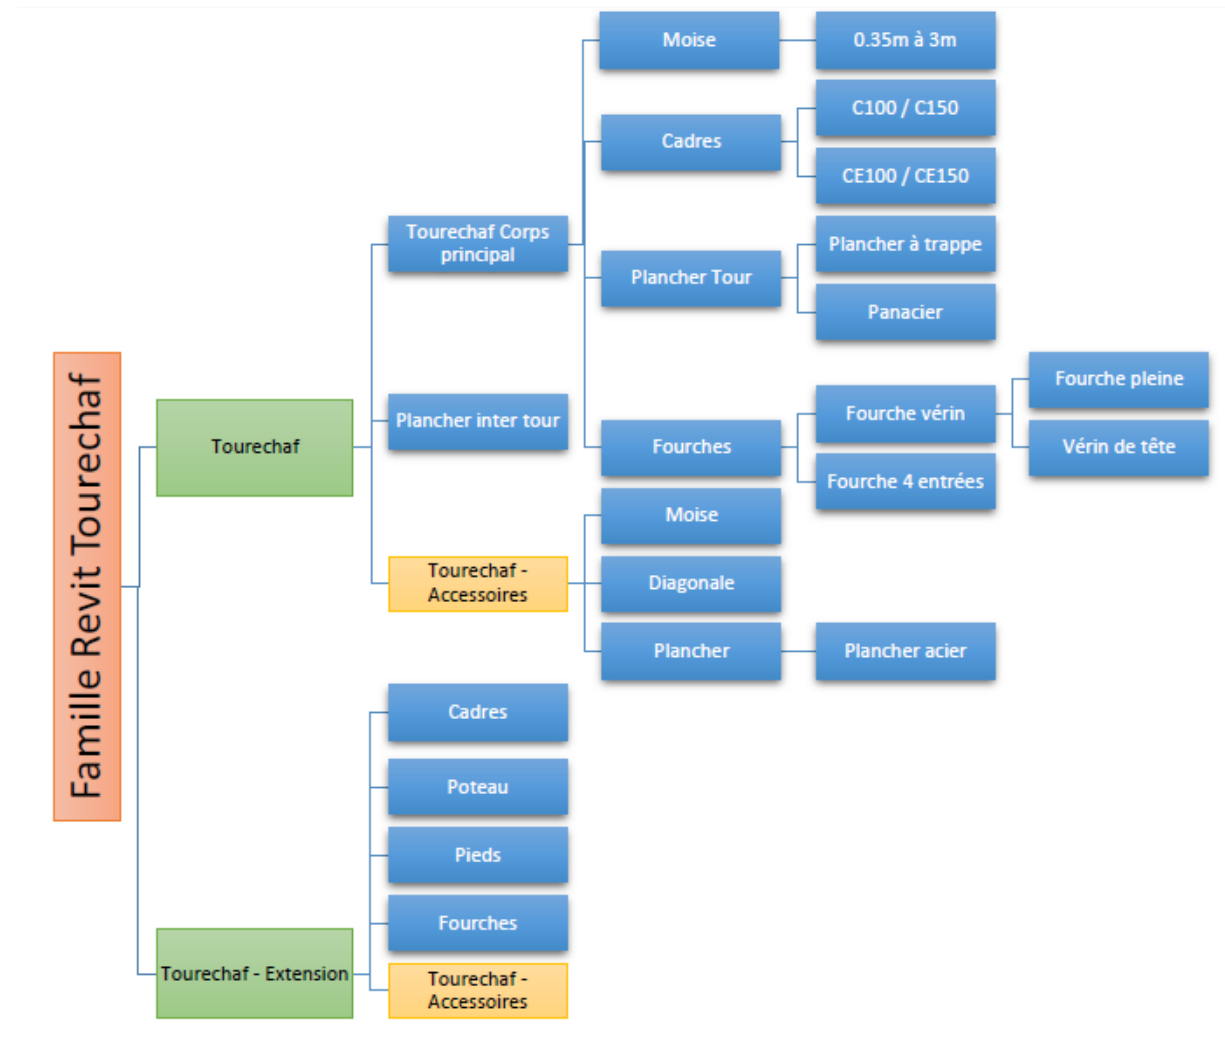 Famille Revit Tourechaf
Tourechaf
Tourechaf Corps
principal
Moise
0.35m à 3m
Cadres
C100 / C150
CE100 / CE150
Plancher Tour
Plancher à trappe
Panacier
Fourches
Fourche vérin
Fourche pleine
Vérin de tête
Fourche 4 entrées
Plancher inter tour
Tourechaf -
Accessoires
Moise
Diagonale
Plancher
Plancher acier
Tourechaf - Extension
Cadres
Poteau
Pieds
Fourches
Tourechaf -
Accessoires